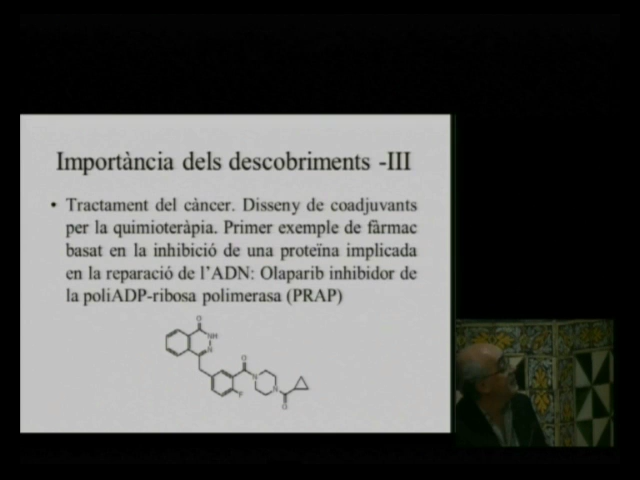 Importància dels descobriments -III
• Tractament del càncer. Disseny de coadjuvants
per la quimioteràpia. Primer exemple de fàrmac
basat en la inhibició de una proteïna implicada
en la reparació de l'ADN: Olaparib inhibidor de
la poliADP-ribosa polimerasa (PRAP)
O
NH
N
O
N
N
F
O